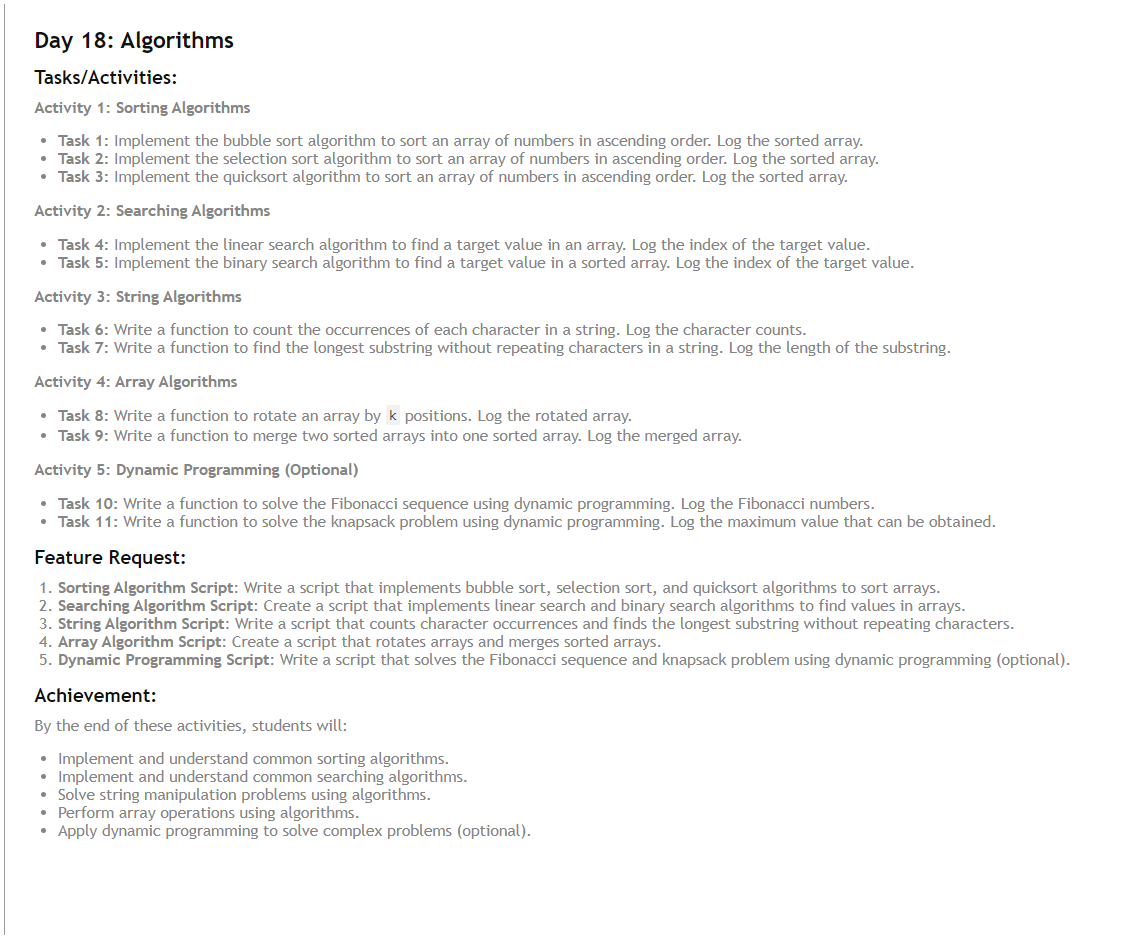 Day 18: Algorithms
Tasks/Activities:
Activity 1: Sorting Algorithms
• Task 1: Implement the bubble sort algorithm to sort an array of numbers in ascending order. Log the sorted array.
• Task 2: Implement the selection sort algorithm to sort an array of numbers in ascending order. Log the sorted array.
• Task 3: Implement the quicksort algorithm to sort an array of numbers in ascending order. Log the sorted array.
Activity 2: Searching Algorithms
• Task 4: Implement the linear search algorithm to find a target value in an array. Log the index of the target value.
• Task 5: Implement the binary search algorithm to find a target value in a sorted array. Log the index of the target value.
Activity 3: String Algorithms
• Task 6: Write a function to count the occurrences of each character in a string. Log the character counts.
• Task 7: Write a function to find the longest substring without repeating characters in a string. Log the length of the substring.
Activity 4: Array Algorithms
• Task 8: Write a function to rotate an array by k positions. Log the rotated array.
• Task 9: Write a function to merge two sorted arrays into one sorted array. Log the merged array.
Activity 5: Dynamic Programming (Optional)
• Task 10: Write a function to solve the Fibonacci sequence using dynamic programming. Log the Fibonacci numbers.
• Task 11: Write a function to solve the knapsack problem using dynamic programming. Log the maximum value that can be obtained.
Feature Request:
1. Sorting Algorithm Script: Write a script that implements bubble sort, selection sort, and quicksort algorithms to sort arrays.
2. Searching Algorithm Script: Create a script that implements linear search and binary search algorithms to find values in arrays.
3. String Algorithm Script: Write a script that counts character occurrences and finds the longest substring without repeating characters.
4. Array Algorithm Script: Create a script that rotates arrays and merges sorted arrays.
5. Dynamic Programming Script: Write a script that solves the Fibonacci sequence and knapsack problem using dynamic programming (optional).
Achievement:
By the end of these activities, students will:
• Implement and understand common sorting algorithms.
• Implement and understand common searching algorithms.
• Solve string manipulation problems using algorithms.
• Perform array operations using algorithms.
• Apply dynamic programming to solve complex problems (optional).